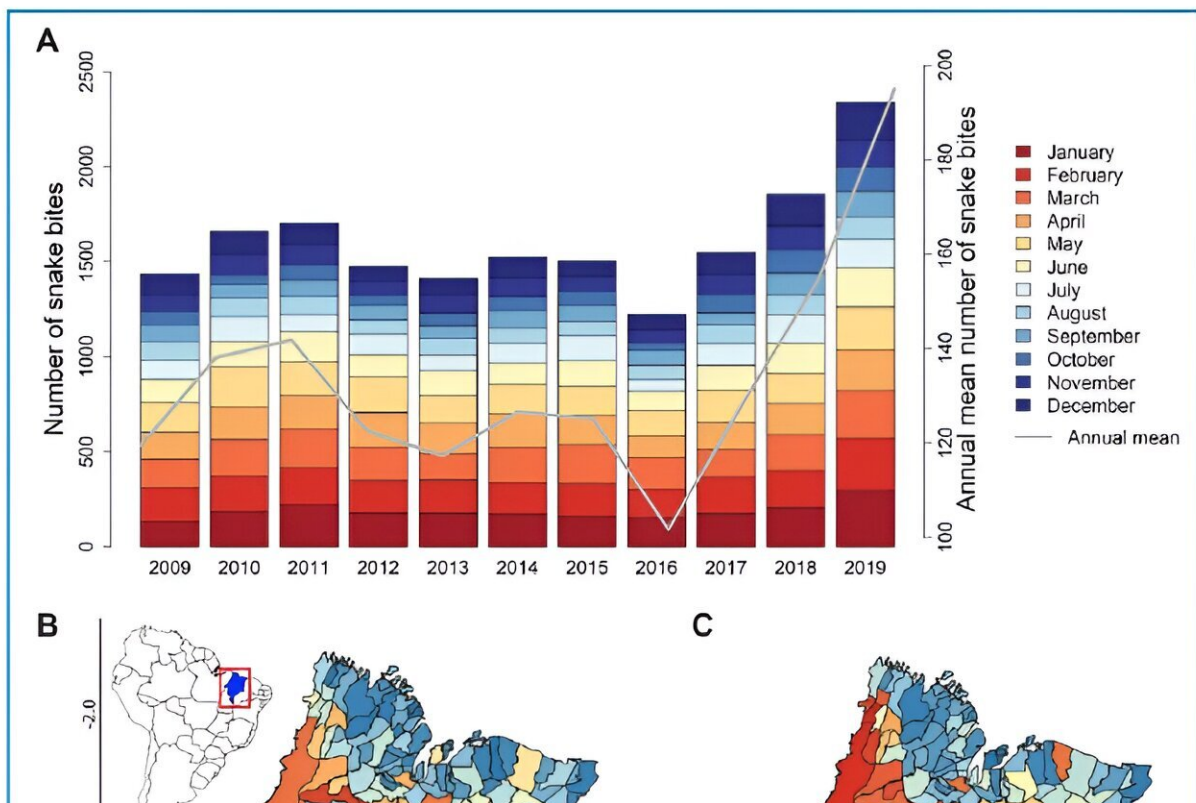 A
Number of snake bites
2500
2000
1500
1000
500
0
2009 2010 2011 2012 2013 2014 2015 2016 2017 2018 2019
200
180
160
140
120
100
Annual mean number of snake bites
January
February
March
April
May
June
July
August
September
October
November
December
Annual mean
B
-2.0
C